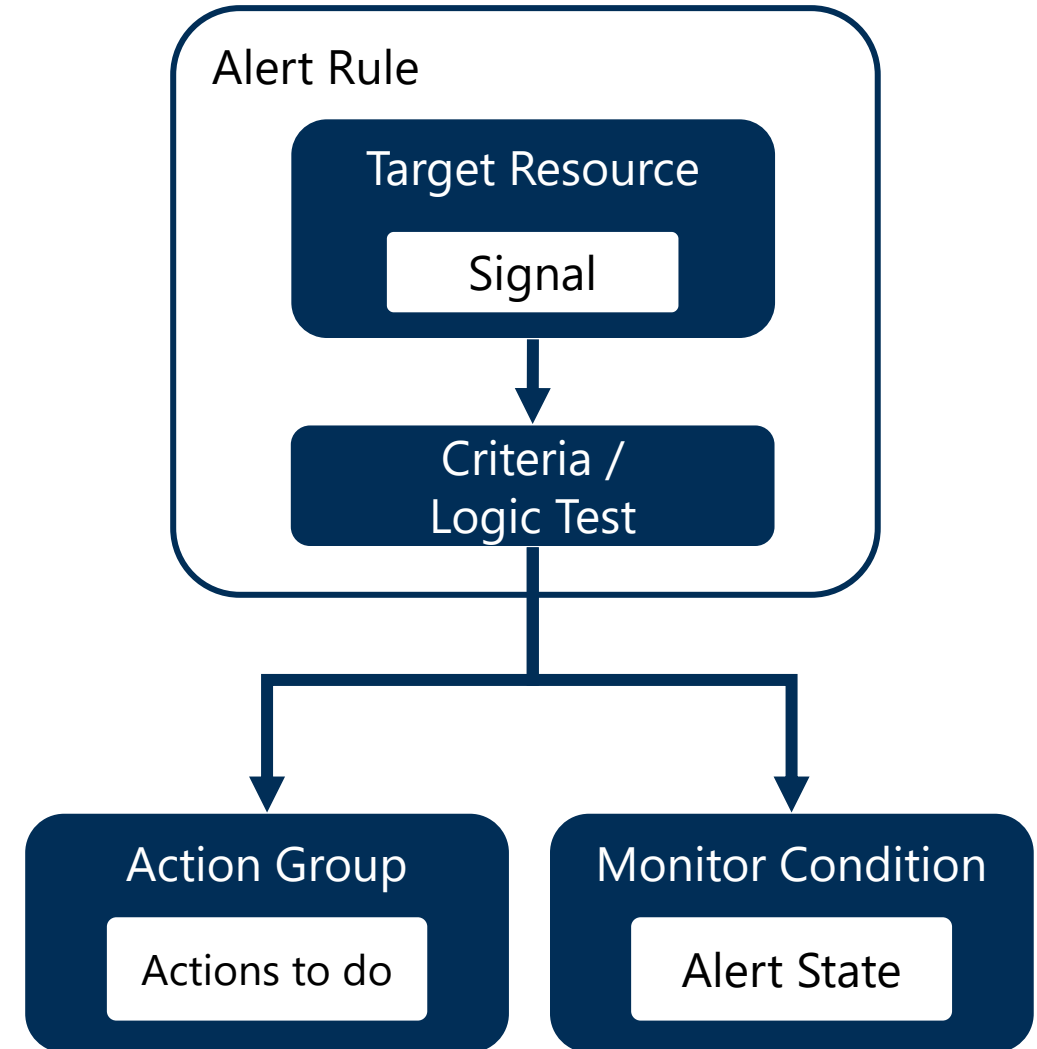 Alert Rule
Target Resource
Signal
Criteria /
Logic Test
Action Group
Actions to do
Monitor Condition
Alert State